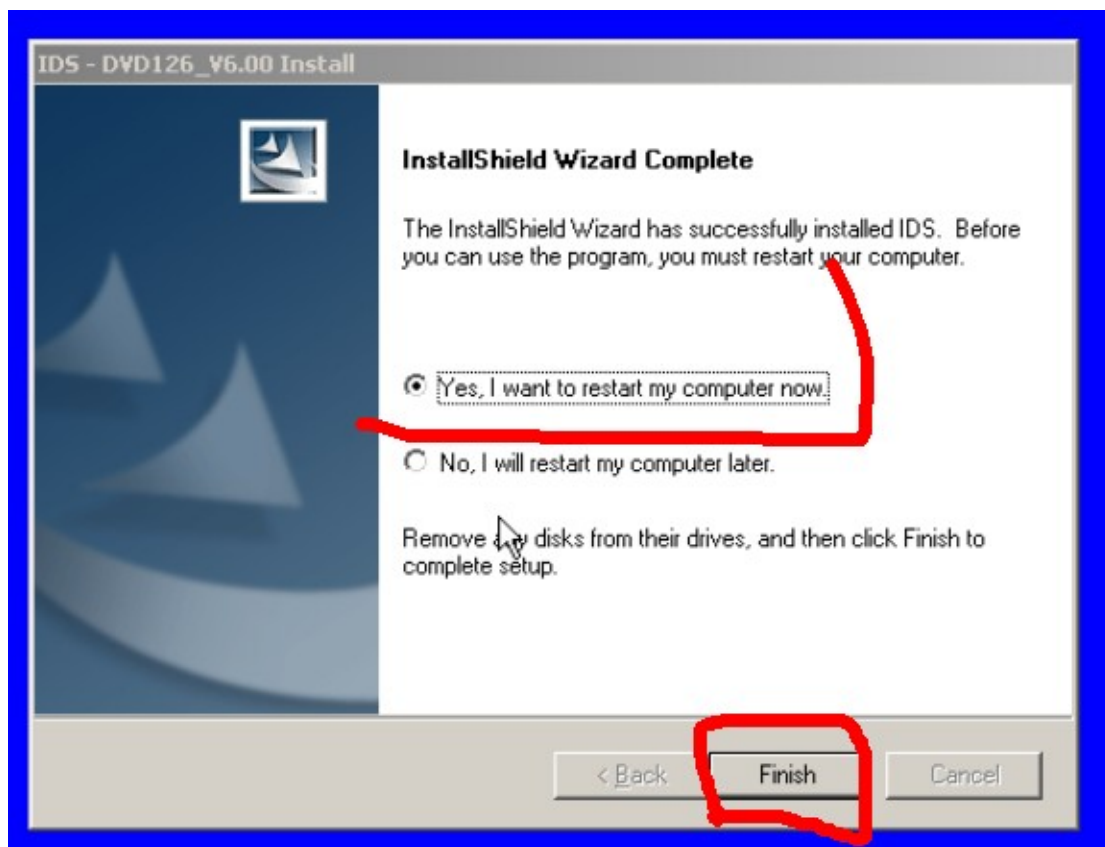 IDS - DVD126_V6.00 Install
InstallShield Wizard Complete
The InstallShield Wizard has successfully installed IDS. Before
you can use the program, you must restart your computer.
Yes, I want to restart my computer now.
No, I will restart my computer later.
Remove any disks from their drives, and then click Finish to
complete setup.
< Back
Finish
Cancel